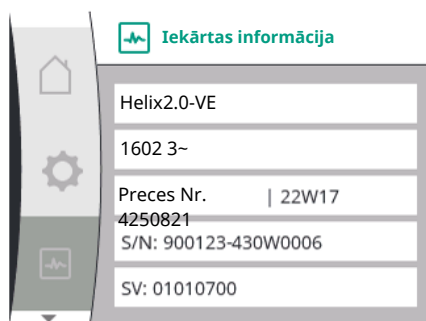 Iekārtas informācija
Helix2.0-VE
1602 3~
Preces Nr. | 22W17
4250821
S/N: 900123-430W0006
SV: 01010700